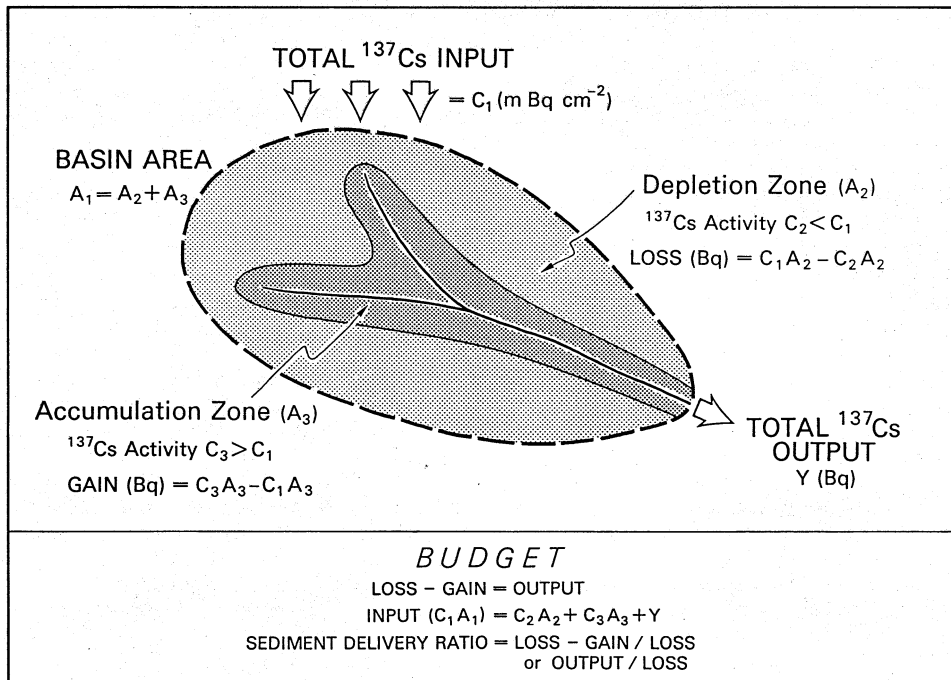 TOTAL ¹³⁷Cs INPUT
= C₁ (m Bq cm⁻²)
BASIN AREA
A₁ = A₂ + A₃
Depletion Zone (A₂)
¹³⁷Cs Activity C₂ < C₁
LOSS (Bq) = C₁A₂ – C₂A₂
Accumulation Zone (A₃)
¹³⁷Cs Activity C₃ > C₁
GAIN (Bq) = C₃A₃–C₁A₃
TOTAL ¹³⁷Cs
OUTPUT
Y (Bq)
BUDGET
LOSS – GAIN = OUTPUT
INPUT (C₁A₁) = C₂A₂ + C₃A₃ + Y
SEDIMENT DELIVERY RATIO = LOSS – GAIN / LOSS
or OUTPUT / LOSS